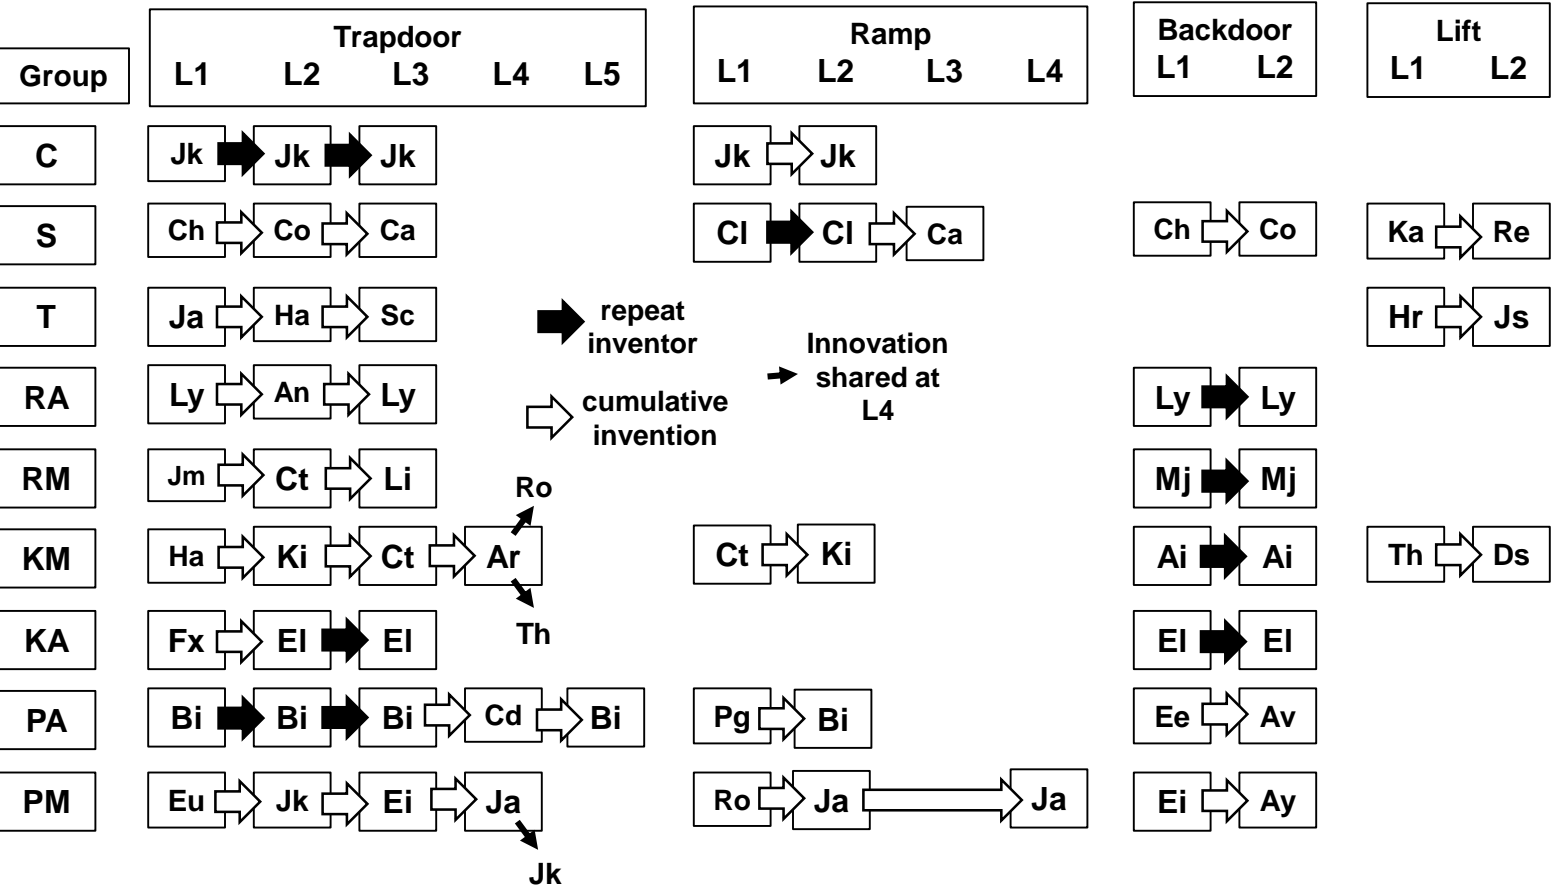 Trapdoor
Ramp
Backdoor
Lift
Group L1 L2 L3 L4 L5 L1 L2 L3 L4 L1 L2 L1 L2
C Jk Jk Jk Jk Jk
S Ch Co Ca Cl Cl Ca Ch Co Ka Re
T Ja Ha Sc Hr Js
repeat
inventor
Innovation
shared at
L4
cumulative
invention
RA Ly An Ly Ly Ly
RM Jm Ct Li Mj Mj
Ro
KM Ha Ki Ct Ar Ct Ki Ai Ai Th Ds
Th
KA Fx El El El El
PA Bi Bi Bi Cd Bi Pg Bi Ee Av
PM Eu Jk Ei Ja Ro Ja Ja Ei Ay
Jk